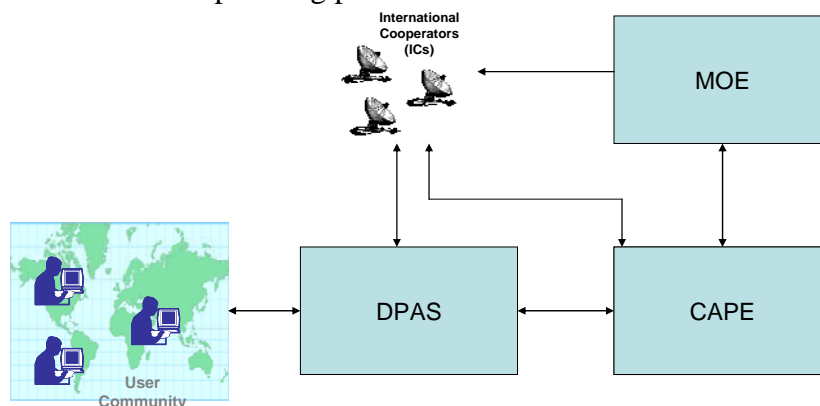 International
Cooperators
(ICs)
MOE
DPAS
CAPE
User
Community